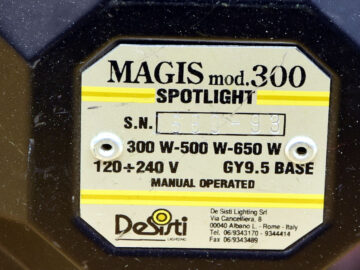 MAGIS mod.300
SPOTLIGHT
S.N.
300 W-500 W-650 W
120÷240 V GY9.5 BASE
MANUAL OPERATED
DeSisti
LIGHTING
De Sisti Lighting Srl
Via Cancelliera, 8
00040 Albano L. - Rome - Italy
Tel. 06/9343170 - 9344414
Fax 06/9343489